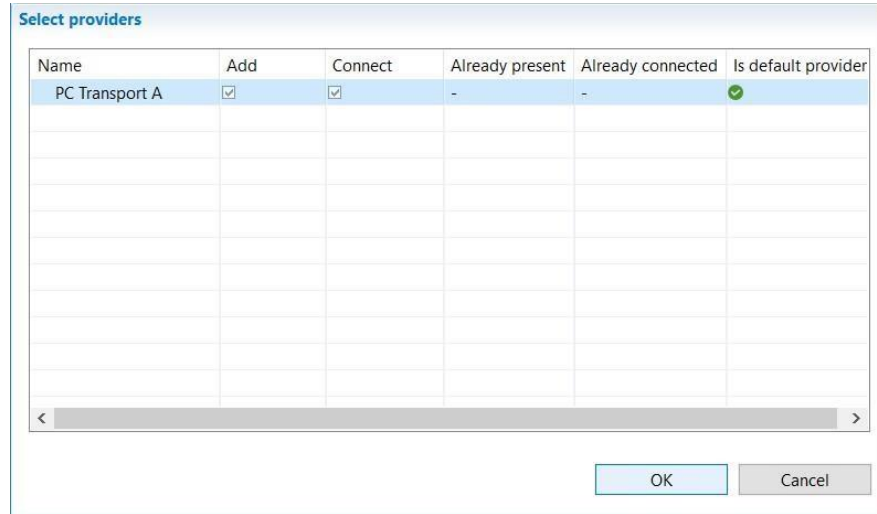 Select providers
Name Add Connect Already present Already connected Is default provider
PC Transport A - -
OK Cancel